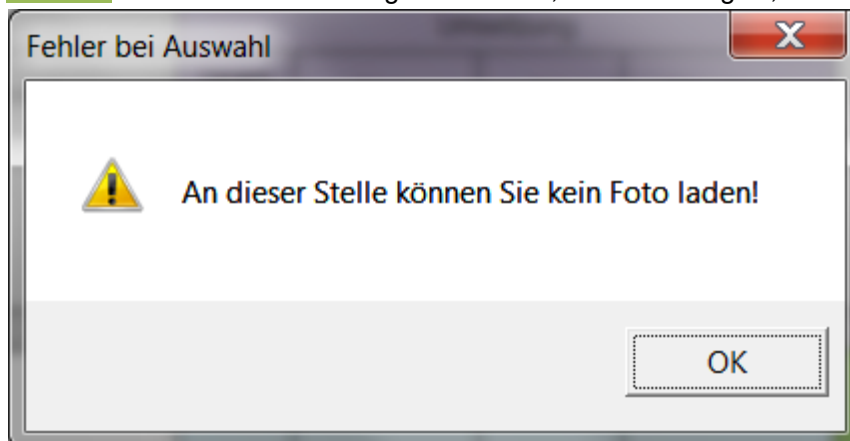 Fehler bei Auswahl
X
An dieser Stelle können Sie kein Foto laden!
OK